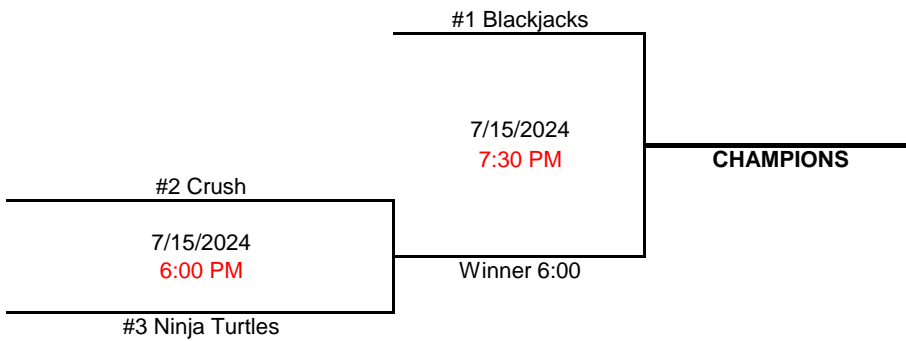 #1 Blackjacks
7/15/2024
7:30 PM
CHAMPIONS
#2 Crush
7/15/2024
6:00 PM
Winner 6:00
#3 Ninja Turtles